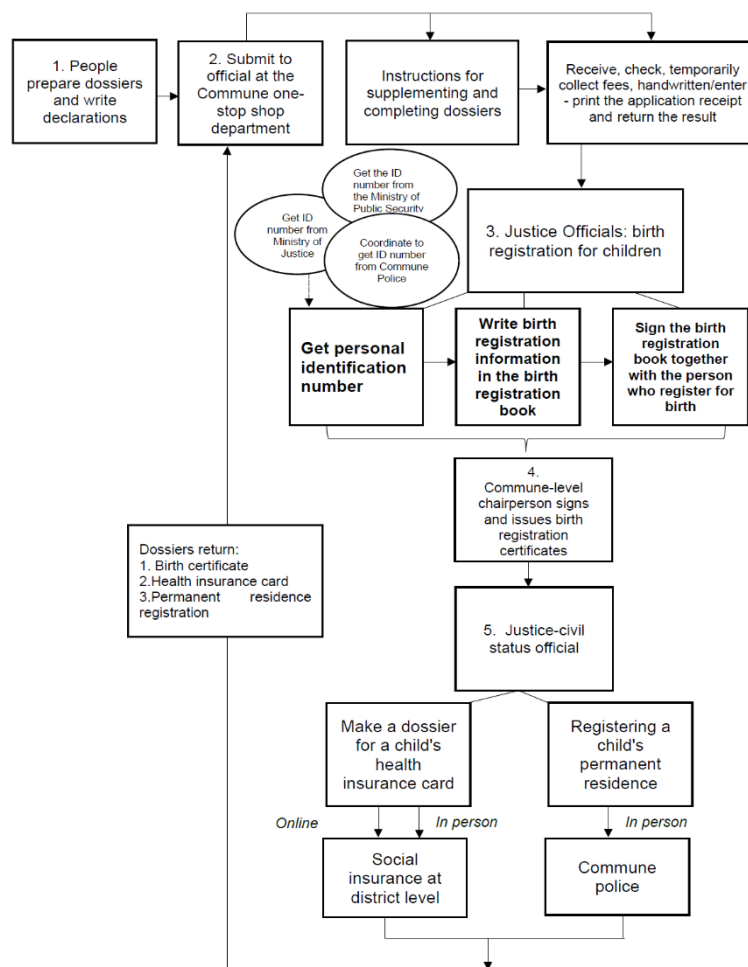 1. People
prepare dossiers
and write
declarations
2. Submit to
official at the
Commune one-
stop shop
department
Instructions for
supplementing and
completing dossiers
Receive, check, temporarily
collect fees, handwritten/enter
- print the application receipt
and return the result
Get the ID
number from
the Ministry of
Public Security
Get ID
number from
Ministry of
Justice
Coordinate to
get ID number
from Commune
Police
3. Justice Officials: birth
registration for children
Get personal
identification
number
Write birth
registration
information
in the birth
registration
book
Sign the birth
registration
book together
with the person
who register for
birth
4.
Commune-level
chairperson signs
and issues birth
registration
certificates
Dossiers return:
1. Birth certificate
2.Health insurance card
3.Permanent residence
registration
5. Justice-civil
status official
Make a dossier
for a child's
health
insurance card
Registering a
child's
permanent
residence
Online
In person
In person
Social
insurance at
district level
Commune
police